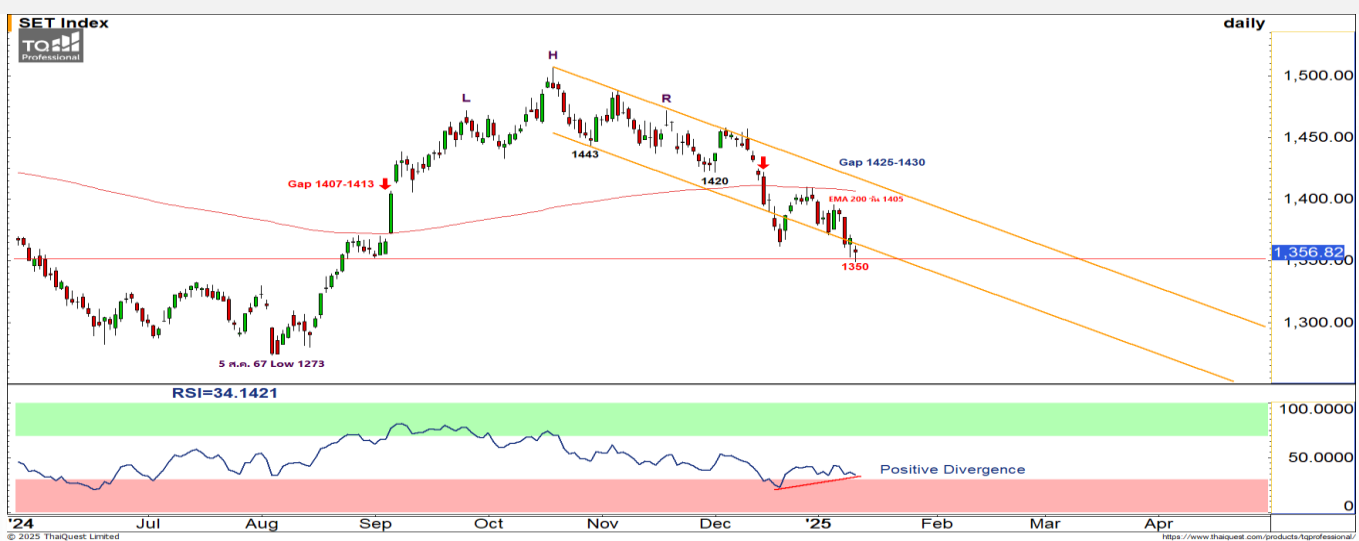 SET Index
daily
TQ
Professional
H
L
R
1,500.00
1443
1,450.00
Gap 1407-1413
1420
Gap 1425-1430
1,400.00
EMA 200 วัน 1405
1,356.82
1350
1,350.00
1,300.00
5 ส.ค. 67 Low 1273
RSI=34.1421
100.0000
Positive Divergence
50.0000
0
'24 Jul Aug Sep Oct Nov Dec '25 Feb Mar Apr
© 2025 ThaiQuest Limited
https://www.thaiquest.com/products/tqprofessional/